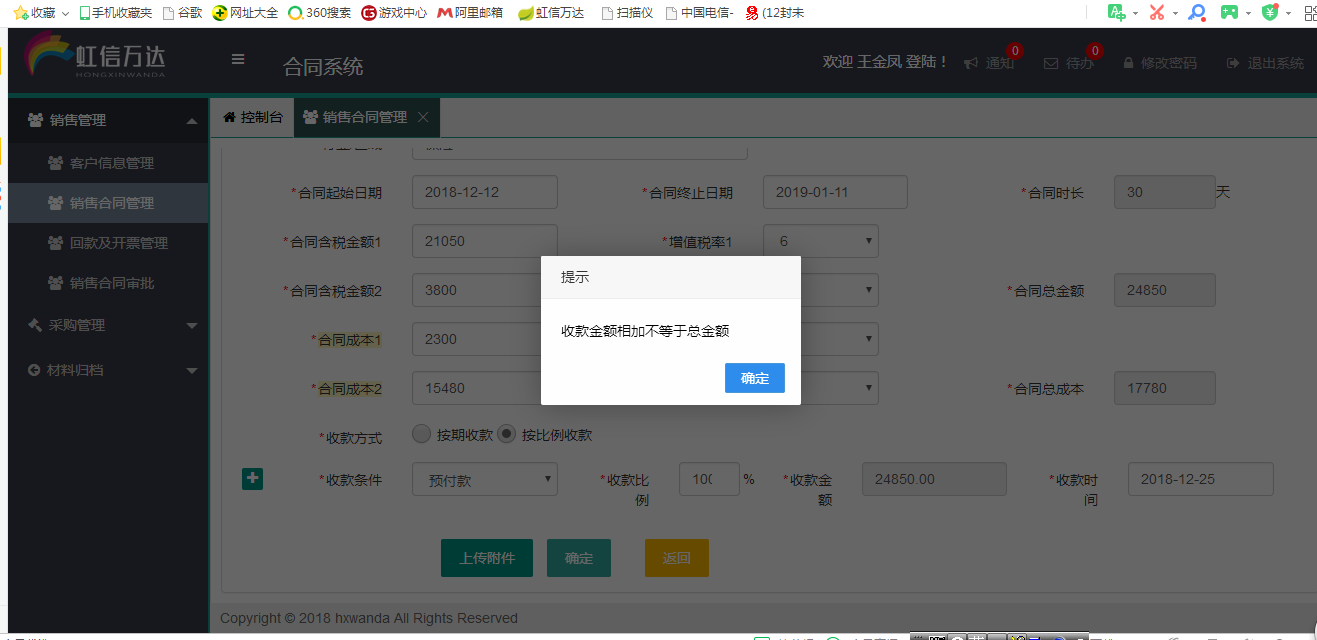 收藏 手机收藏夹 谷歌 网址大全 360搜索 游戏中心 阿里邮箱 虹信万达 扫描仪 中国电信- (12封未
虹信万达
HONGXINWANDA
合同系统
欢迎 王金凤 登陆！ 通知 0 待办 0 修改密码 退出系统
销售管理
客户信息管理
销售合同管理
回款及开票管理
销售合同审批
采购管理
材料归档
控制台 销售合同管理
*合同起始日期 2018-12-12 *合同终止日期 2019-01-11 *合同时长 30 天
*合同含税金额1 21050 *增值税率1 6
*合同含税金额2 3800 *合同总金额 24850
*合同成本1 2300
*合同成本2 15480 *合同总成本 17780
提示
收款金额相加不等于总金额
确定
*收款方式 按期收款 按比例收款
*收款条件 预付款 *收款比例 100 % *收款金额 24850.00 *收款时间 2018-12-25
上传附件 确定 返回
Copyright © 2018 hxwanda All Rights Reserved